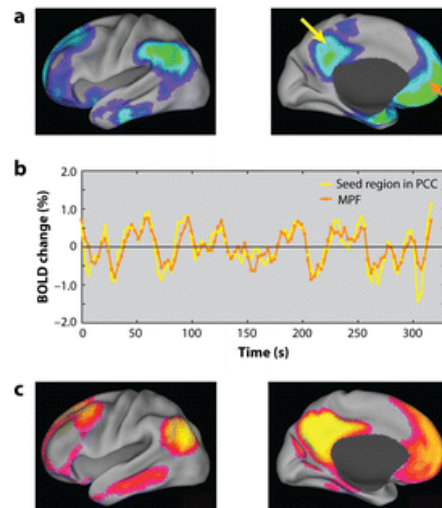 a
b
2.0
Seed region in PCC
MPF
1.0
0
−1.0
−2.0
BOLD change (%)
0 50 100 150 200 250 300
Time (s)
c